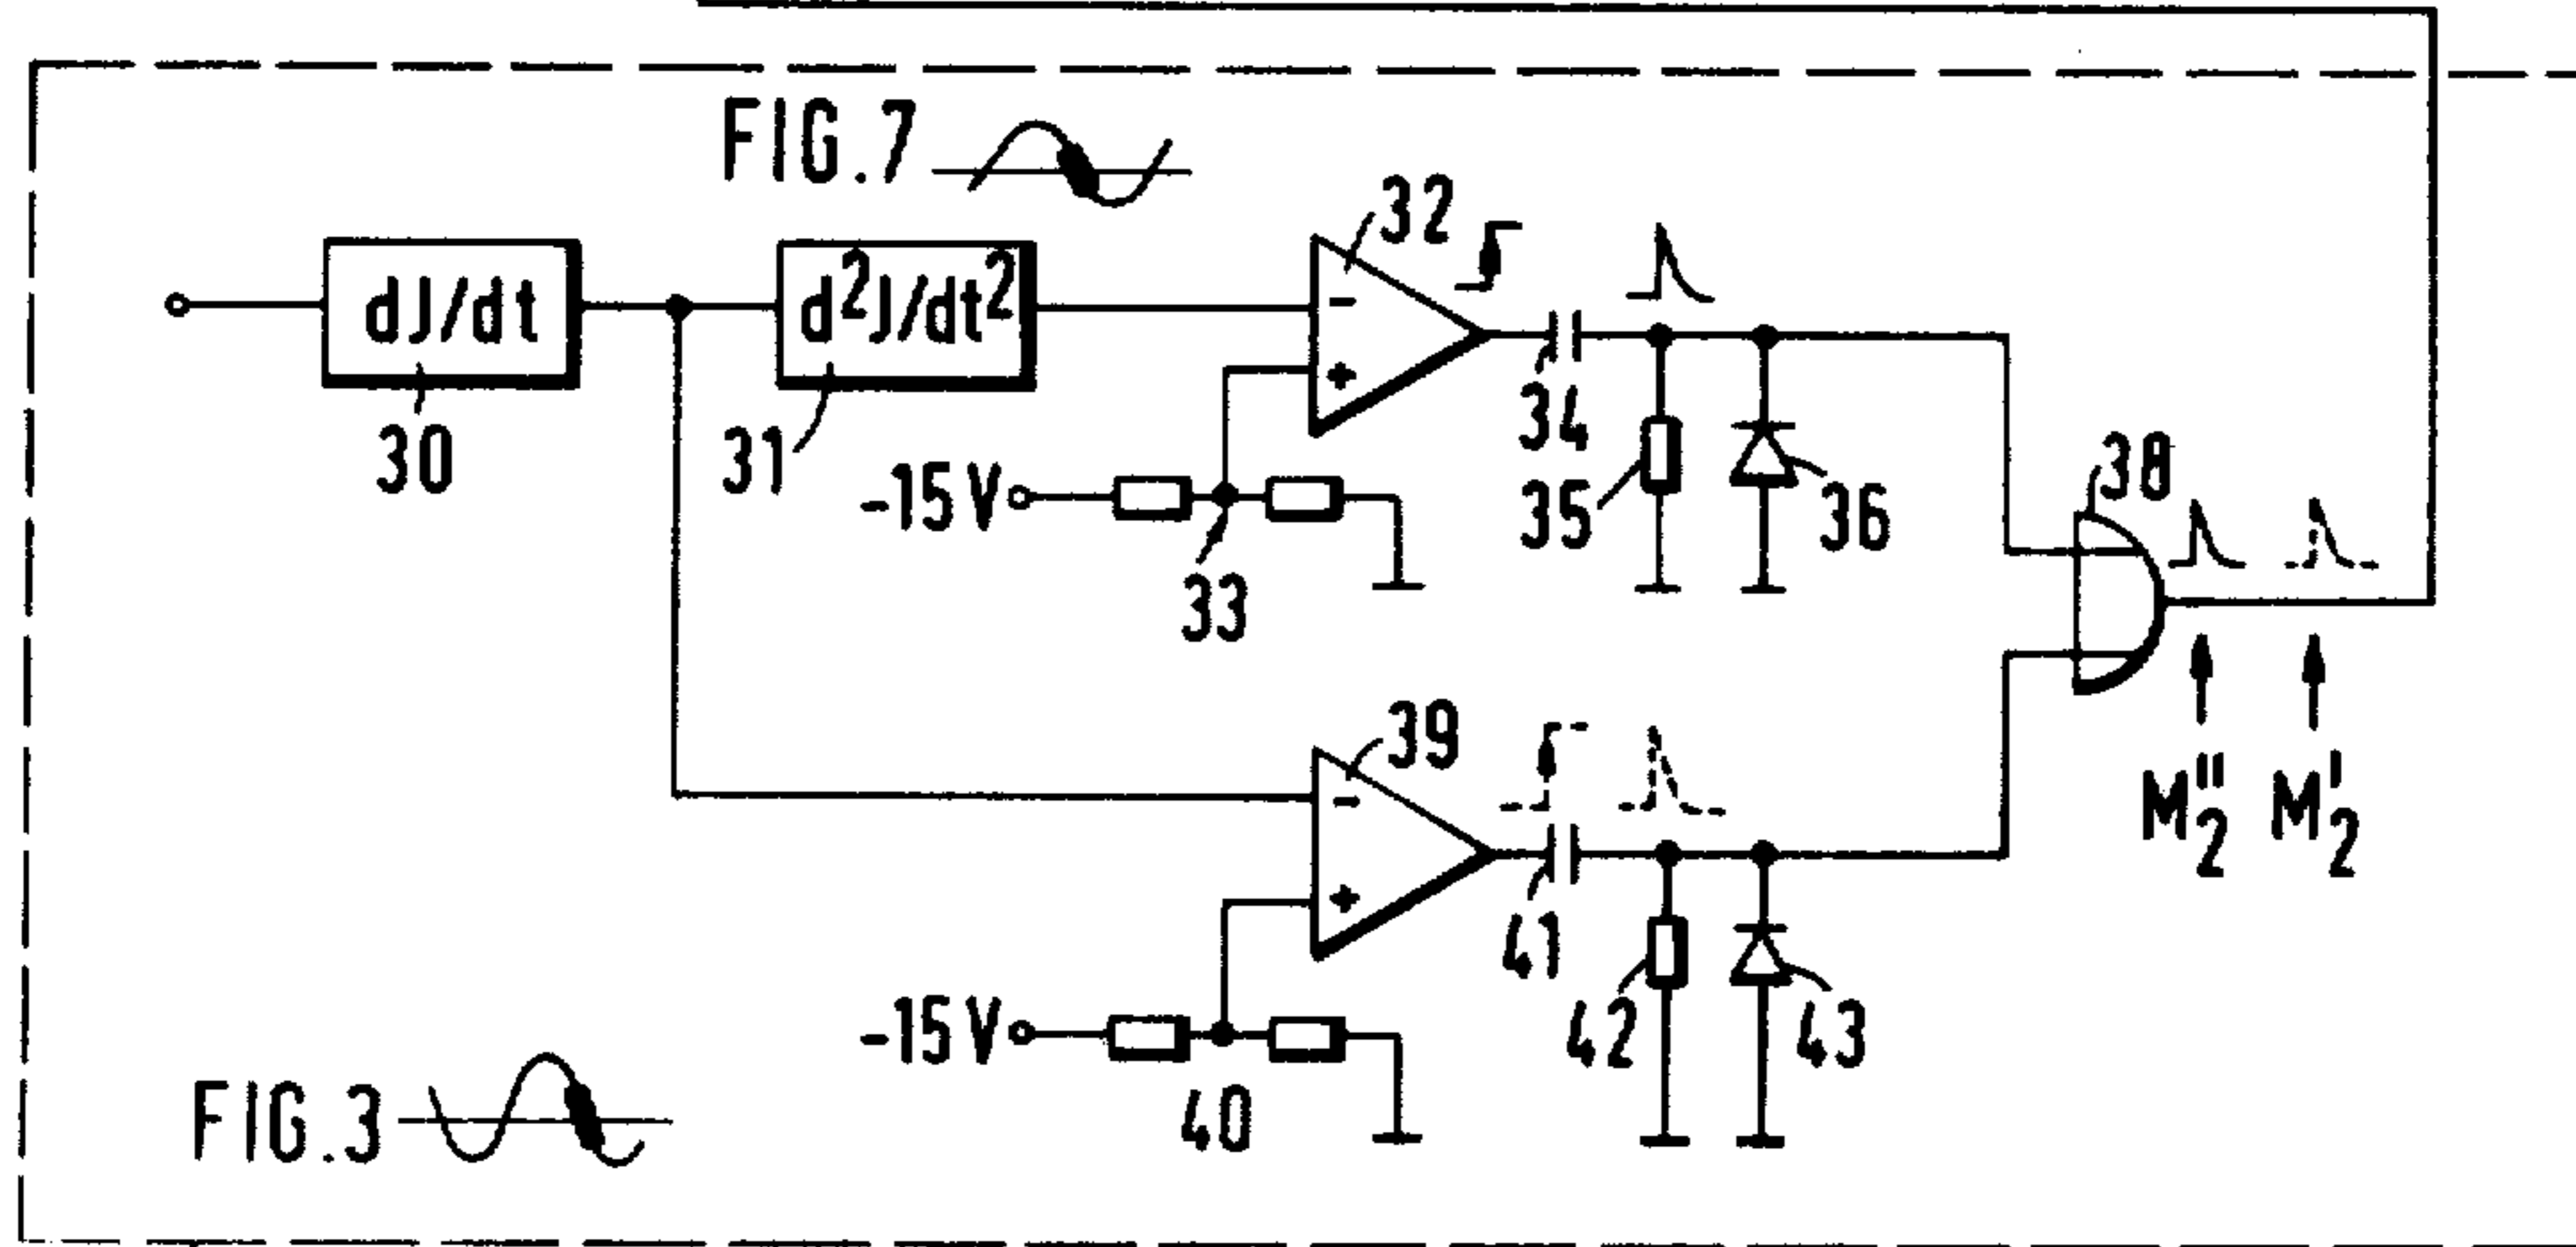 FIG.7
32
dJ/dt
d²J/dt²
-
+
30
31
34
-15V
33
35
36
38
39
-
+
M₂" M₂'
41
-15V
40
42
43
FIG.3